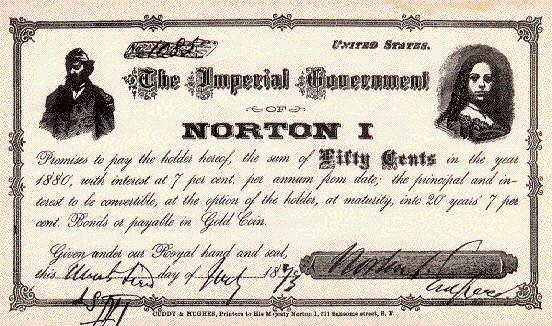 No. 1085
UNITED STATES.
The Imperial Government
OF
NORTON I
Promises to pay the holder hereof, the sum of Fifty Cents in the year
1880, with interest at 7 per cent. per annum from date; the principal and in-
terest to be convertible, at the option of the holder, at maturity, into 20 years' 7 per
cent. Bonds or payable in Gold Coin.
Given under our Royal hand and seal,
this day of 187 Norton I
Emperor
CUDDY & HUGHES, Printers to His Majesty Norton I, 511 Sansome street, S. F.